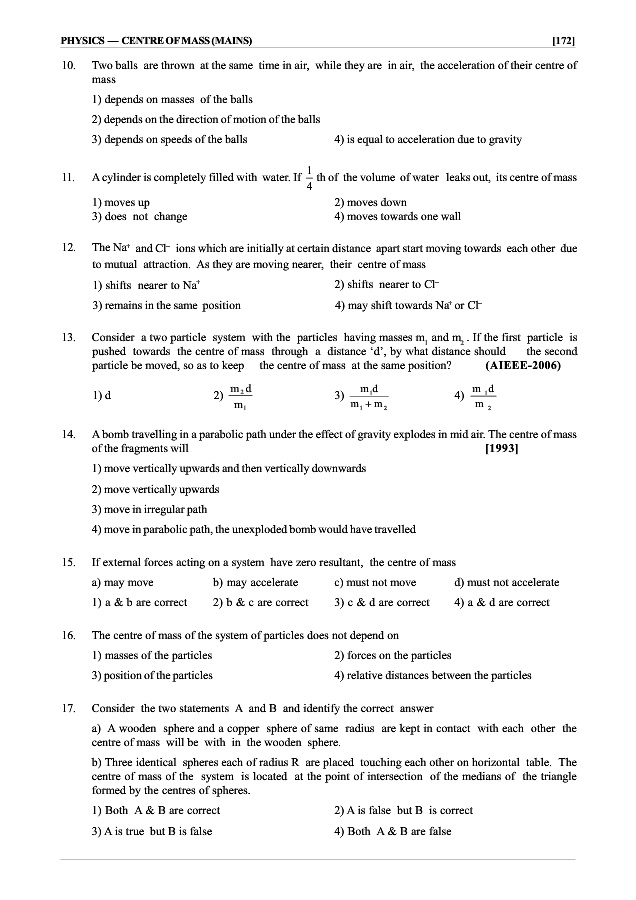 PHYSICS — CENTRE OF MASS (MAINS) [172]
10. Two balls are thrown at the same time in air, while they are in air, the acceleration of their centre of
mass
1) depends on masses of the balls
2) depends on the direction of motion of the balls
3) depends on speeds of the balls 4) is equal to acceleration due to gravity
11. A cylinder is completely filled with water. If 1/4 th of the volume of water leaks out, its centre of mass
1) moves up 2) moves down
3) does not change 4) moves towards one wall
12. The Na⁺ and Cl⁻ ions which are initially at certain distance apart start moving towards each other due
to mutual attraction. As they are moving nearer, their centre of mass
1) shifts nearer to Na⁺ 2) shifts nearer to Cl⁻
3) remains in the same position 4) may shift towards Na⁺ or Cl⁻
13. Consider a two particle system with the particles having masses m₁ and m₂. If the first particle is
pushed towards the centre of mass through a distance ‘d’, by what distance should the second
particle be moved, so as to keep the centre of mass at the same position? (AIEEE-2006)
1) d 2) m₂d / m₁ 3) m₁d / m₁ + m₂ 4) m₁d / m₂
14. A bomb travelling in a parabolic path under the effect of gravity explodes in mid air. The centre of mass
of the fragments will [1993]
1) move vertically upwards and then vertically downwards
2) move vertically upwards
3) move in irregular path
4) move in parabolic path, the unexploded bomb would have travelled
15. If external forces acting on a system have zero resultant, the centre of mass
a) may move b) may accelerate c) must not move d) must not accelerate
1) a & b are correct 2) b & c are correct 3) c & d are correct 4) a & d are correct
16. The centre of mass of the system of particles does not depend on
1) masses of the particles 2) forces on the particles
3) position of the particles 4) relative distances between the particles
17. Consider the two statements A and B and identify the correct answer
a) A wooden sphere and a copper sphere of same radius are kept in contact with each other the
centre of mass will be with in the wooden sphere.
b) Three identical spheres each of radius R are placed touching each other on horizontal table. The
centre of mass of the system is located at the point of intersection of the medians of the triangle
formed by the centres of spheres.
1) Both A & B are correct 2) A is false but B is correct
3) A is true but B is false 4) Both A & B are false